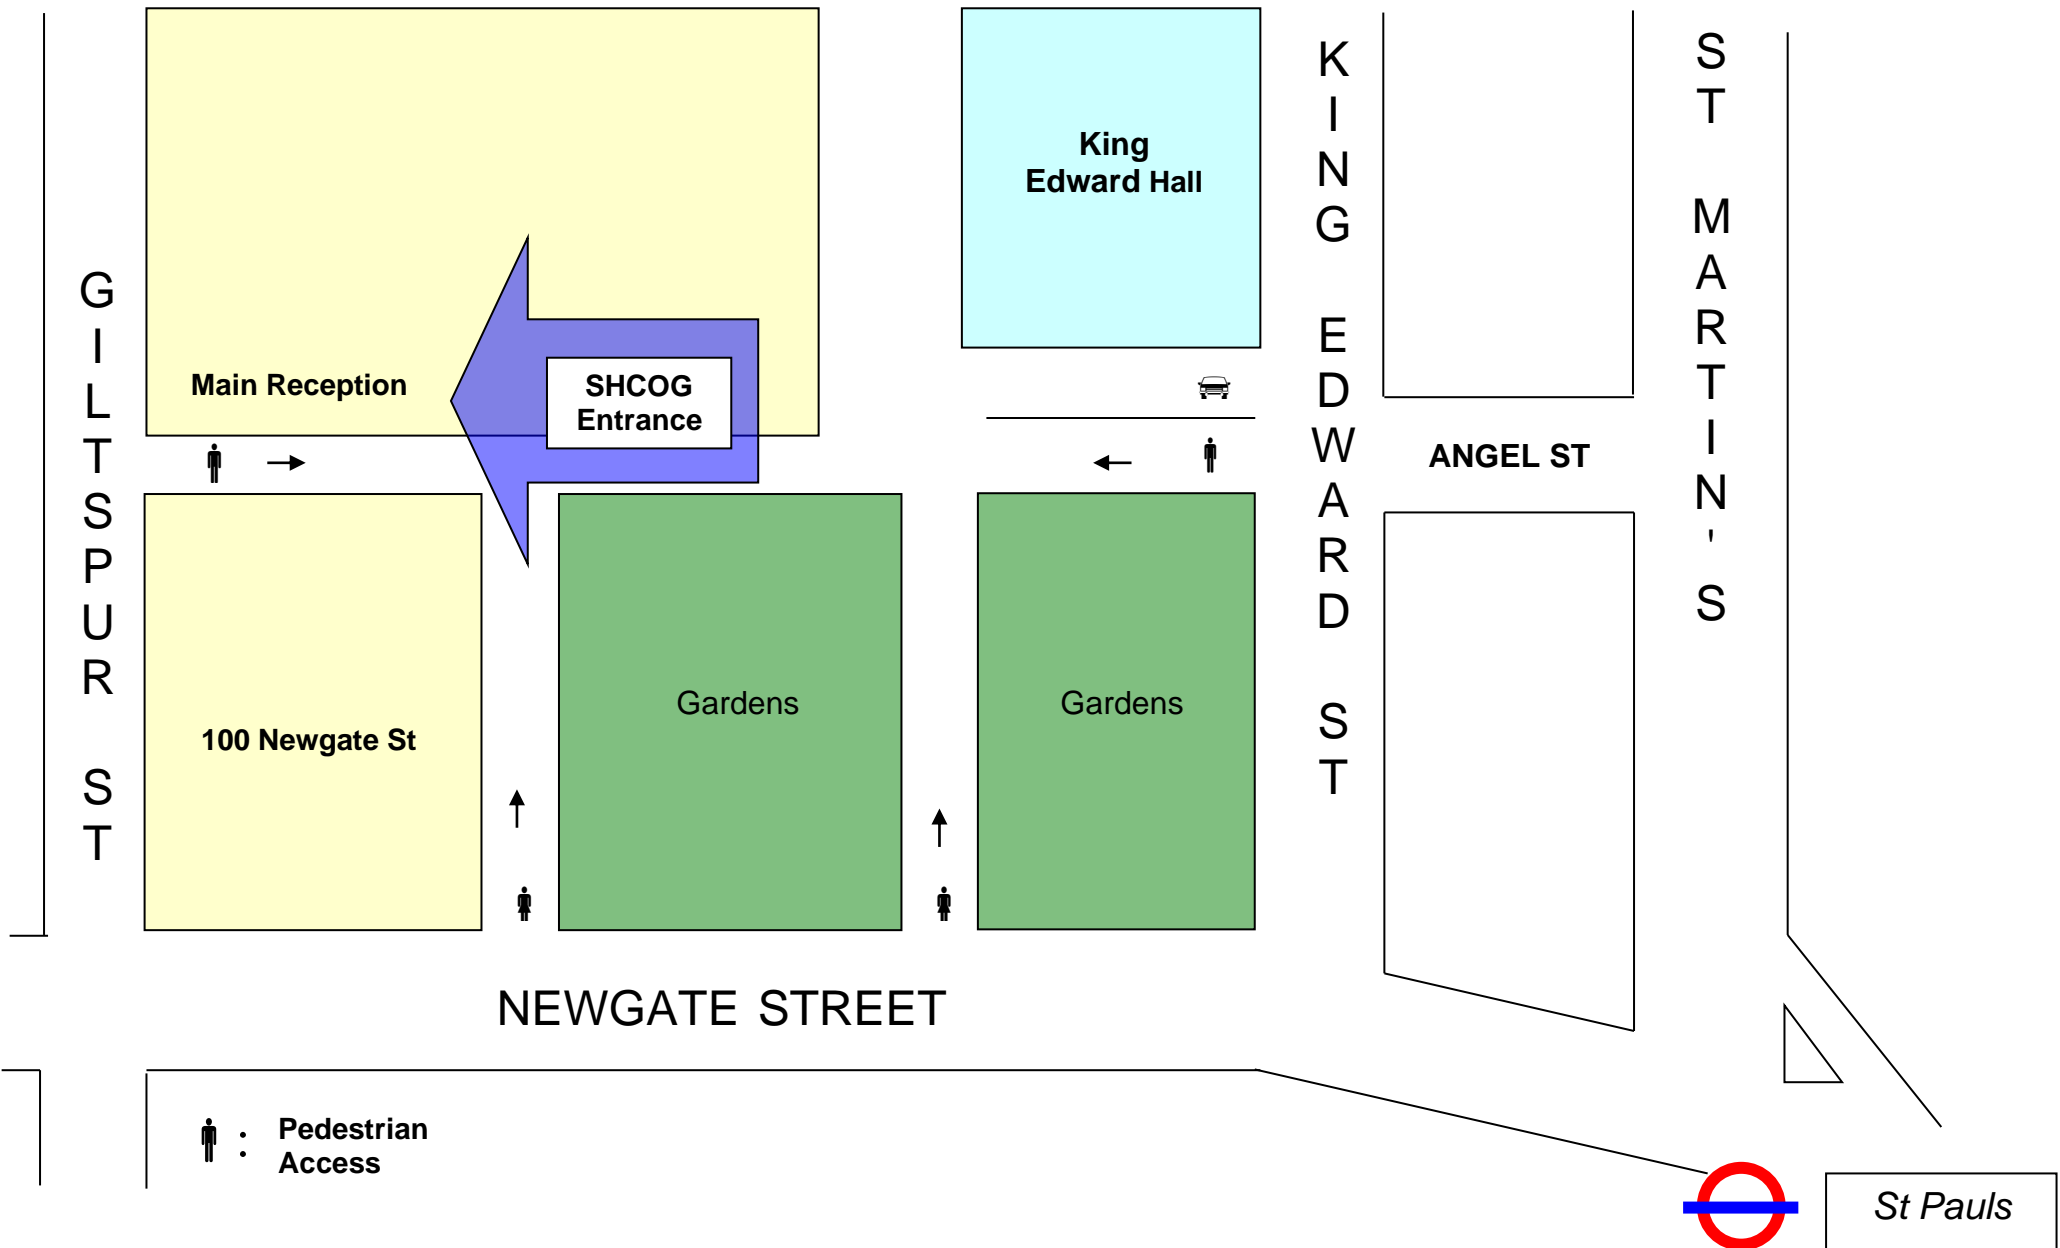 GILTSPUR ST
Main Reception
SHCOG
Entrance
King
Edward Hall
KING EDWARD ST
ST MARTIN'S
ANGEL ST
100 Newgate St
Gardens
Gardens
NEWGATE STREET
: Pedestrian
: Access
St Pauls